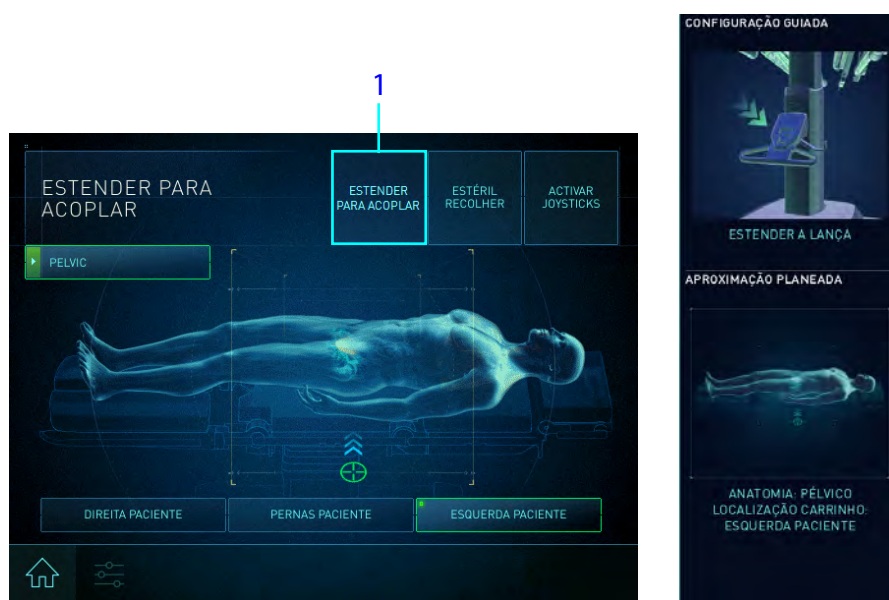 1
ESTENDER PARA
ACOPLAR
ESTENDER
PARA ACOPLAR
ESTÉRIL
RECOLHER
ACTIVAR
JOYSTICKS
PELVIC
DIREITA PACIENTE
PERNAS PACIENTE
ESQUERDA PACIENTE
CONFIGURAÇÃO GUIADA
ESTENDER A LANÇA
APROXIMAÇÃO PLANEADA
ANATOMIA: PÉLVICO
LOCALIZAÇÃO CARRINHO:
ESQUERDA PACIENTE